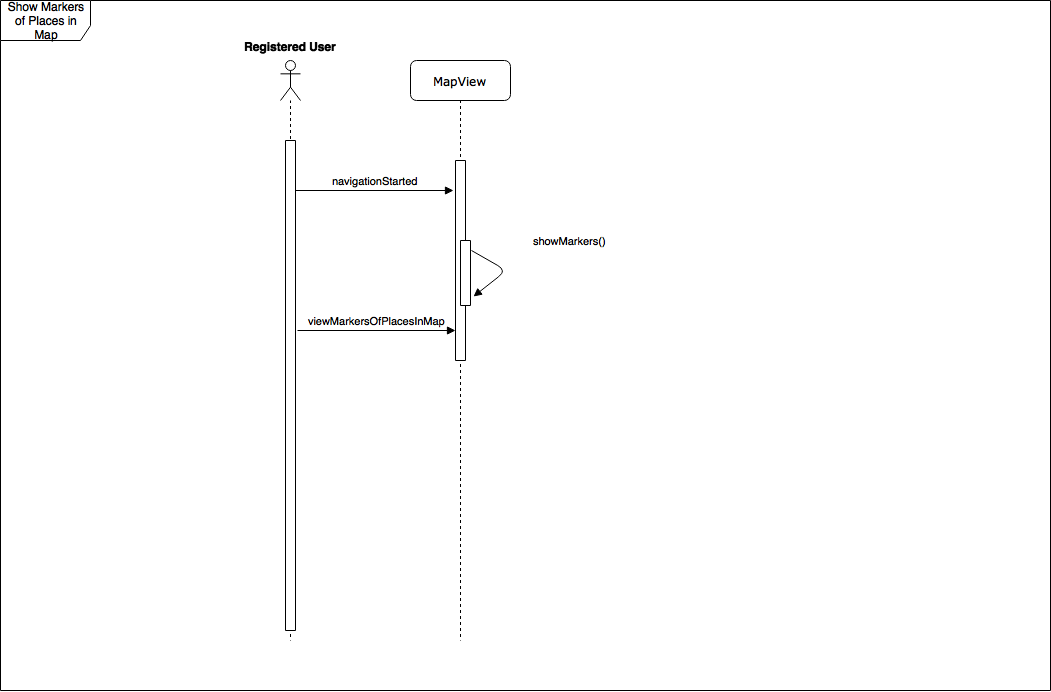 Show Markers
of Places in
Map
Registered User
MapView
navigationStarted
showMarkers()
viewMarkersOfPlacesInMap